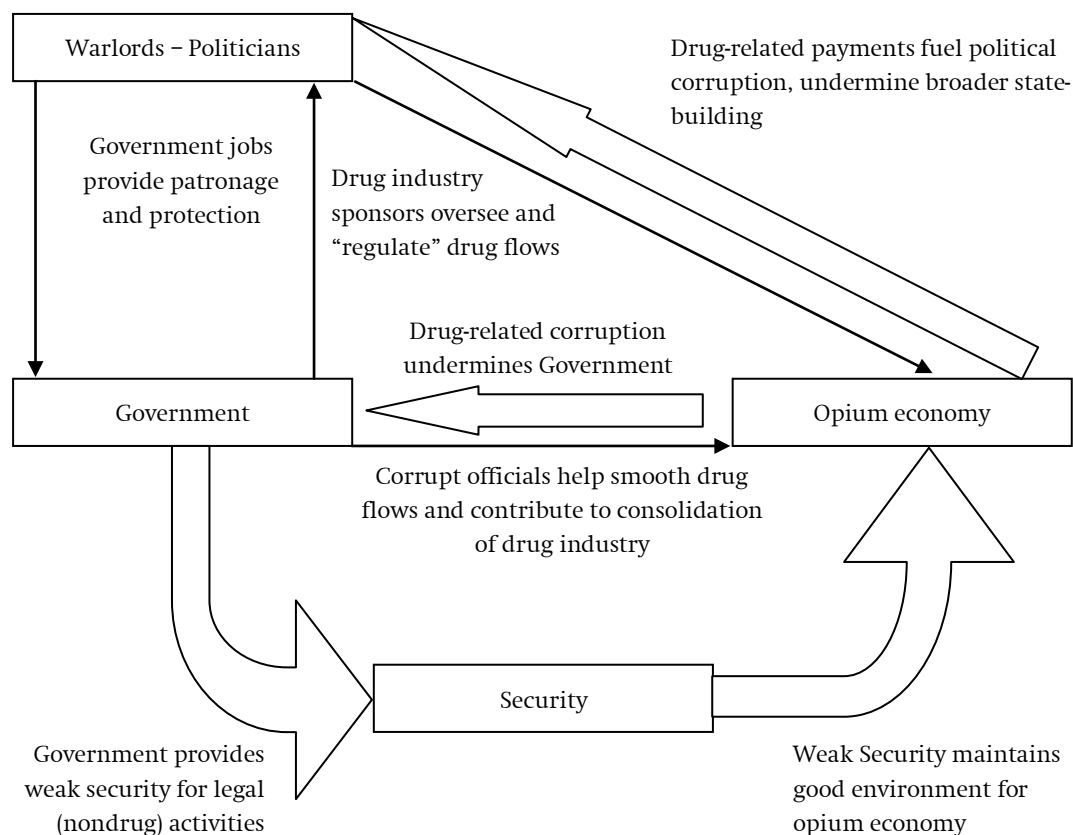 Warlords – Politicians
Drug-related payments fuel political
corruption, undermine broader state-
building
Government jobs
provide patronage
and protection
Drug industry
sponsors oversee and
“regulate” drug flows
Drug-related corruption
undermines Government
Government
Opium economy
Corrupt officials help smooth drug
flows and contribute to consolidation
of drug industry
Security
Government provides
weak security for legal
(nondrug) activities
Weak Security maintains
good environment for
opium economy